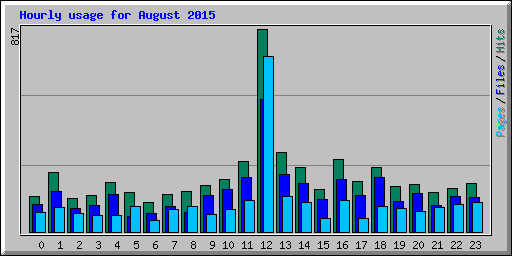 Hourly usage for August 2015
817
Pages/Files/Hits
0 1 2 3 4 5 6 7 8 9 10 11 12 13 14 15 16 17 18 19 20 21 22 23